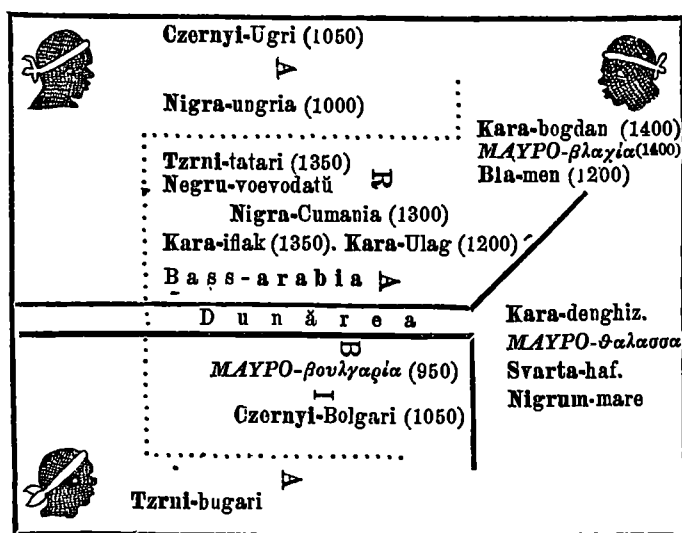 Czernyi-Ugri (1050)
A
Nigra-ungria (1000)
Kara-bogdan (1400)
ΜΑΥΡΟ-βλαχία (1400)
Bla-men (1200)
Tzrni-tatari (1350)
Negru-voevodatŭ
R
Nigra-Cumania (1300)
Kara-iflak (1350). Kara-Ulag (1200)
Bass-arabia
A
Dunărea
Kara-denghiz.
ΜΑΥΡΟ-θαλασσα
Svarta-haf.
Nigrum-mare
B
ΜΑΥΡΟ-βουλγαρία (950)
I
Czernyi-Bolgari (1050)
A
Tzrni-bugari